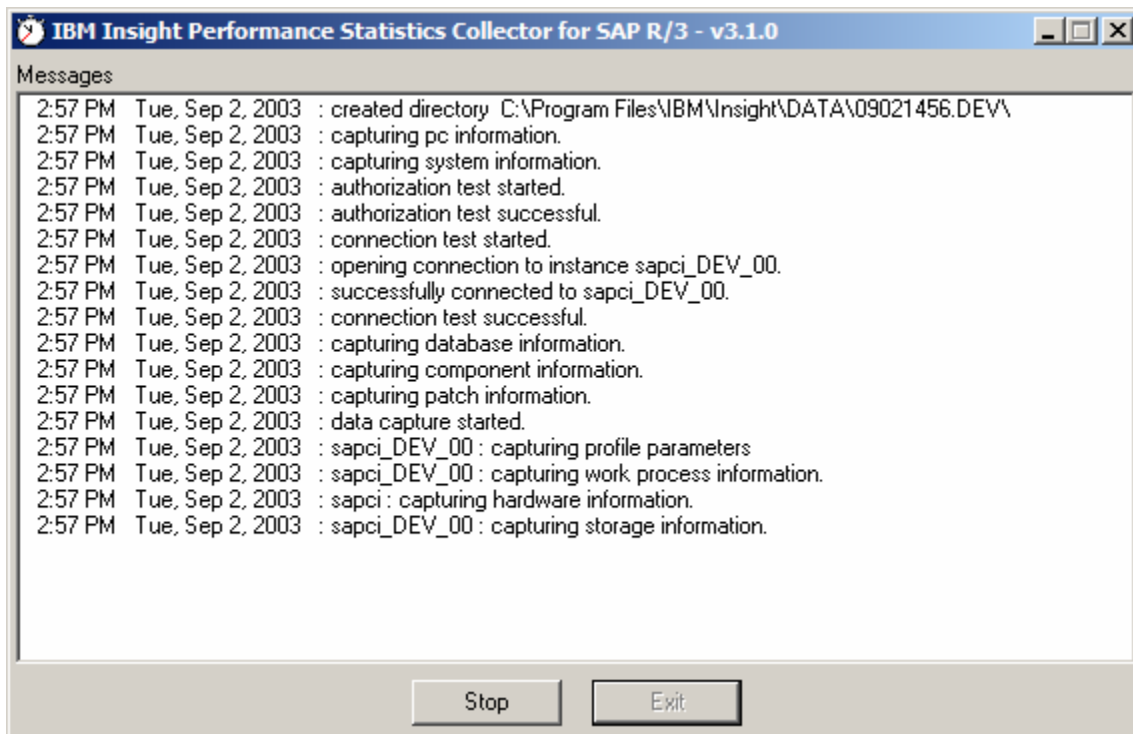 IBM Insight Performance Statistics Collector for SAP R/3 - v3.1.0
Messages
2:57 PM Tue, Sep 2, 2003 : created directory C:\Program Files\IBM\Insight\DATA\09021456.DEV\
2:57 PM Tue, Sep 2, 2003 : capturing pc information.
2:57 PM Tue, Sep 2, 2003 : capturing system information.
2:57 PM Tue, Sep 2, 2003 : authorization test started.
2:57 PM Tue, Sep 2, 2003 : authorization test successful.
2:57 PM Tue, Sep 2, 2003 : connection test started.
2:57 PM Tue, Sep 2, 2003 : opening connection to instance sapci_DEV_00.
2:57 PM Tue, Sep 2, 2003 : successfully connected to sapci_DEV_00.
2:57 PM Tue, Sep 2, 2003 : connection test successful.
2:57 PM Tue, Sep 2, 2003 : capturing database information.
2:57 PM Tue, Sep 2, 2003 : capturing component information.
2:57 PM Tue, Sep 2, 2003 : capturing patch information.
2:57 PM Tue, Sep 2, 2003 : data capture started.
2:57 PM Tue, Sep 2, 2003 : sapci_DEV_00 : capturing profile parameters
2:57 PM Tue, Sep 2, 2003 : sapci_DEV_00 : capturing work process information.
2:57 PM Tue, Sep 2, 2003 : sapci : capturing hardware information.
2:57 PM Tue, Sep 2, 2003 : sapci_DEV_00 : capturing storage information.
Stop Exit